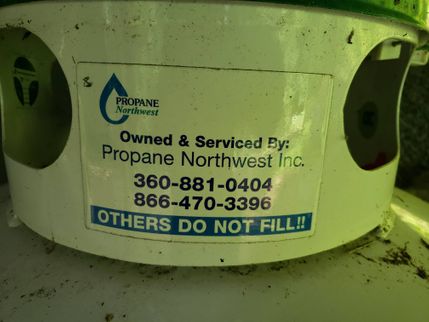 PROPANE
Northwest
Owned & Serviced By:
Propane Northwest Inc.
360-881-0404
866-470-3396
OTHERS DO NOT FILL!!